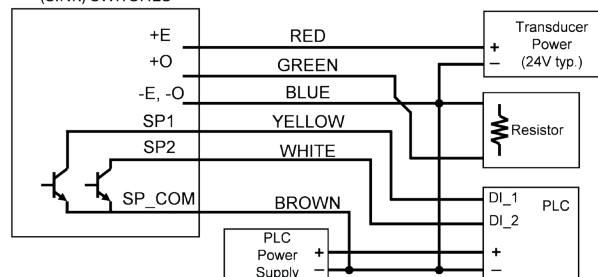 (SINK) SWITCHES
+E
RED
+O
GREEN
-E, -O
BLUE
SP1
YELLOW
SP2
WHITE
SP_COM
BROWN
Transducer
Power
(24V typ.)
+
–
Resistor
DI_1
DI_2
PLC
+
–
PLC
Power
Supply
+
–